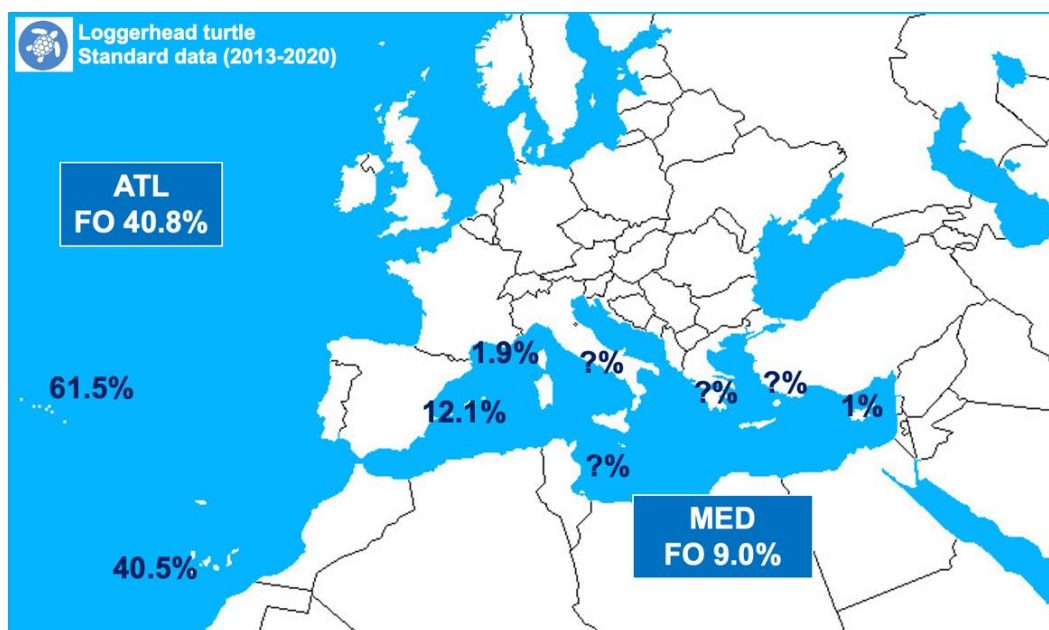 Loggerhead turtle
Standard data (2013-2020)
ATL
FO 40.8%
1.9%
?%
61.5%
?%
?%
12.1%
1%
?%
MED
FO 9.0%
40.5%